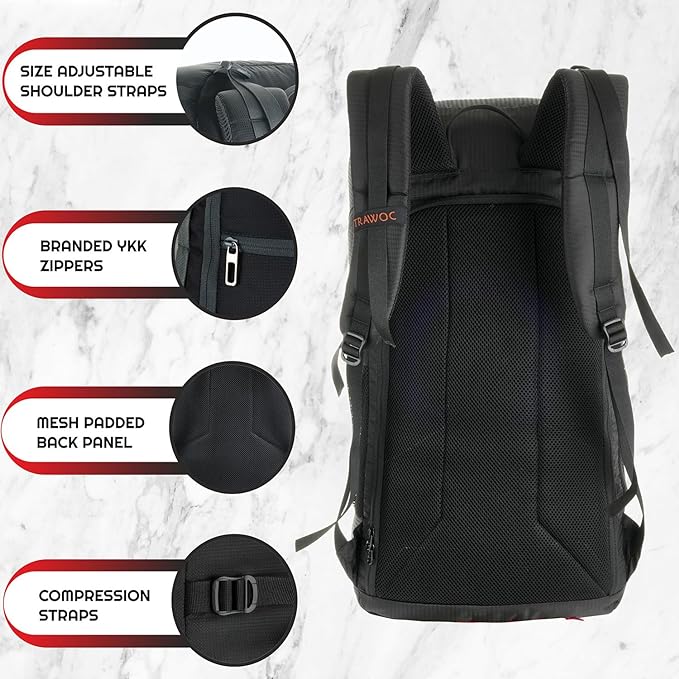 SIZE ADJUSTABLE
SHOULDER STRAPS
TRAWOC
BRANDED YKK
ZIPPERS
MESH PADDED
BACK PANEL
COMPRESSION
STRAPS